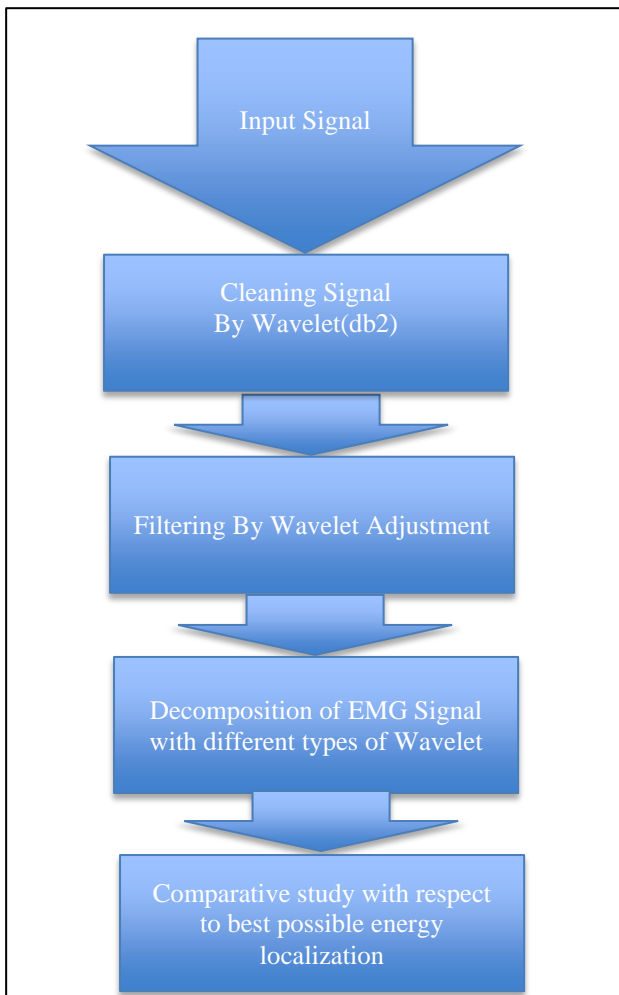 Input Signal
Cleaning Signal
By Wavelet(db2)
Filtering By Wavelet Adjustment
Decomposition of EMG Signal
with different types of Wavelet
Comparative study with respect
to best possible energy
localization